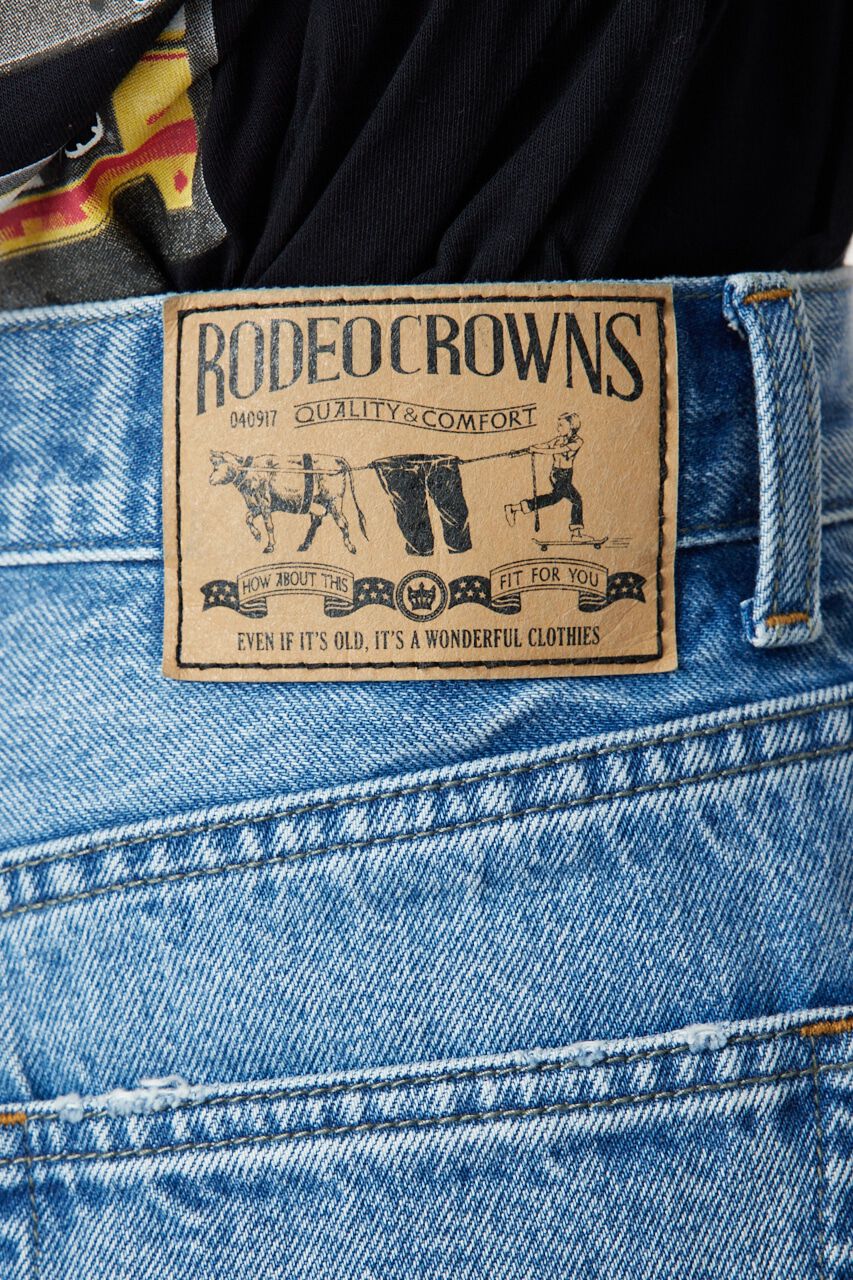 RODEOCROWNS
040917 QUALITY & COMFORT
HOW ABOUT THIS FIT FOR YOU
EVEN IF IT'S OLD, IT'S A WONDERFUL CLOTHIES